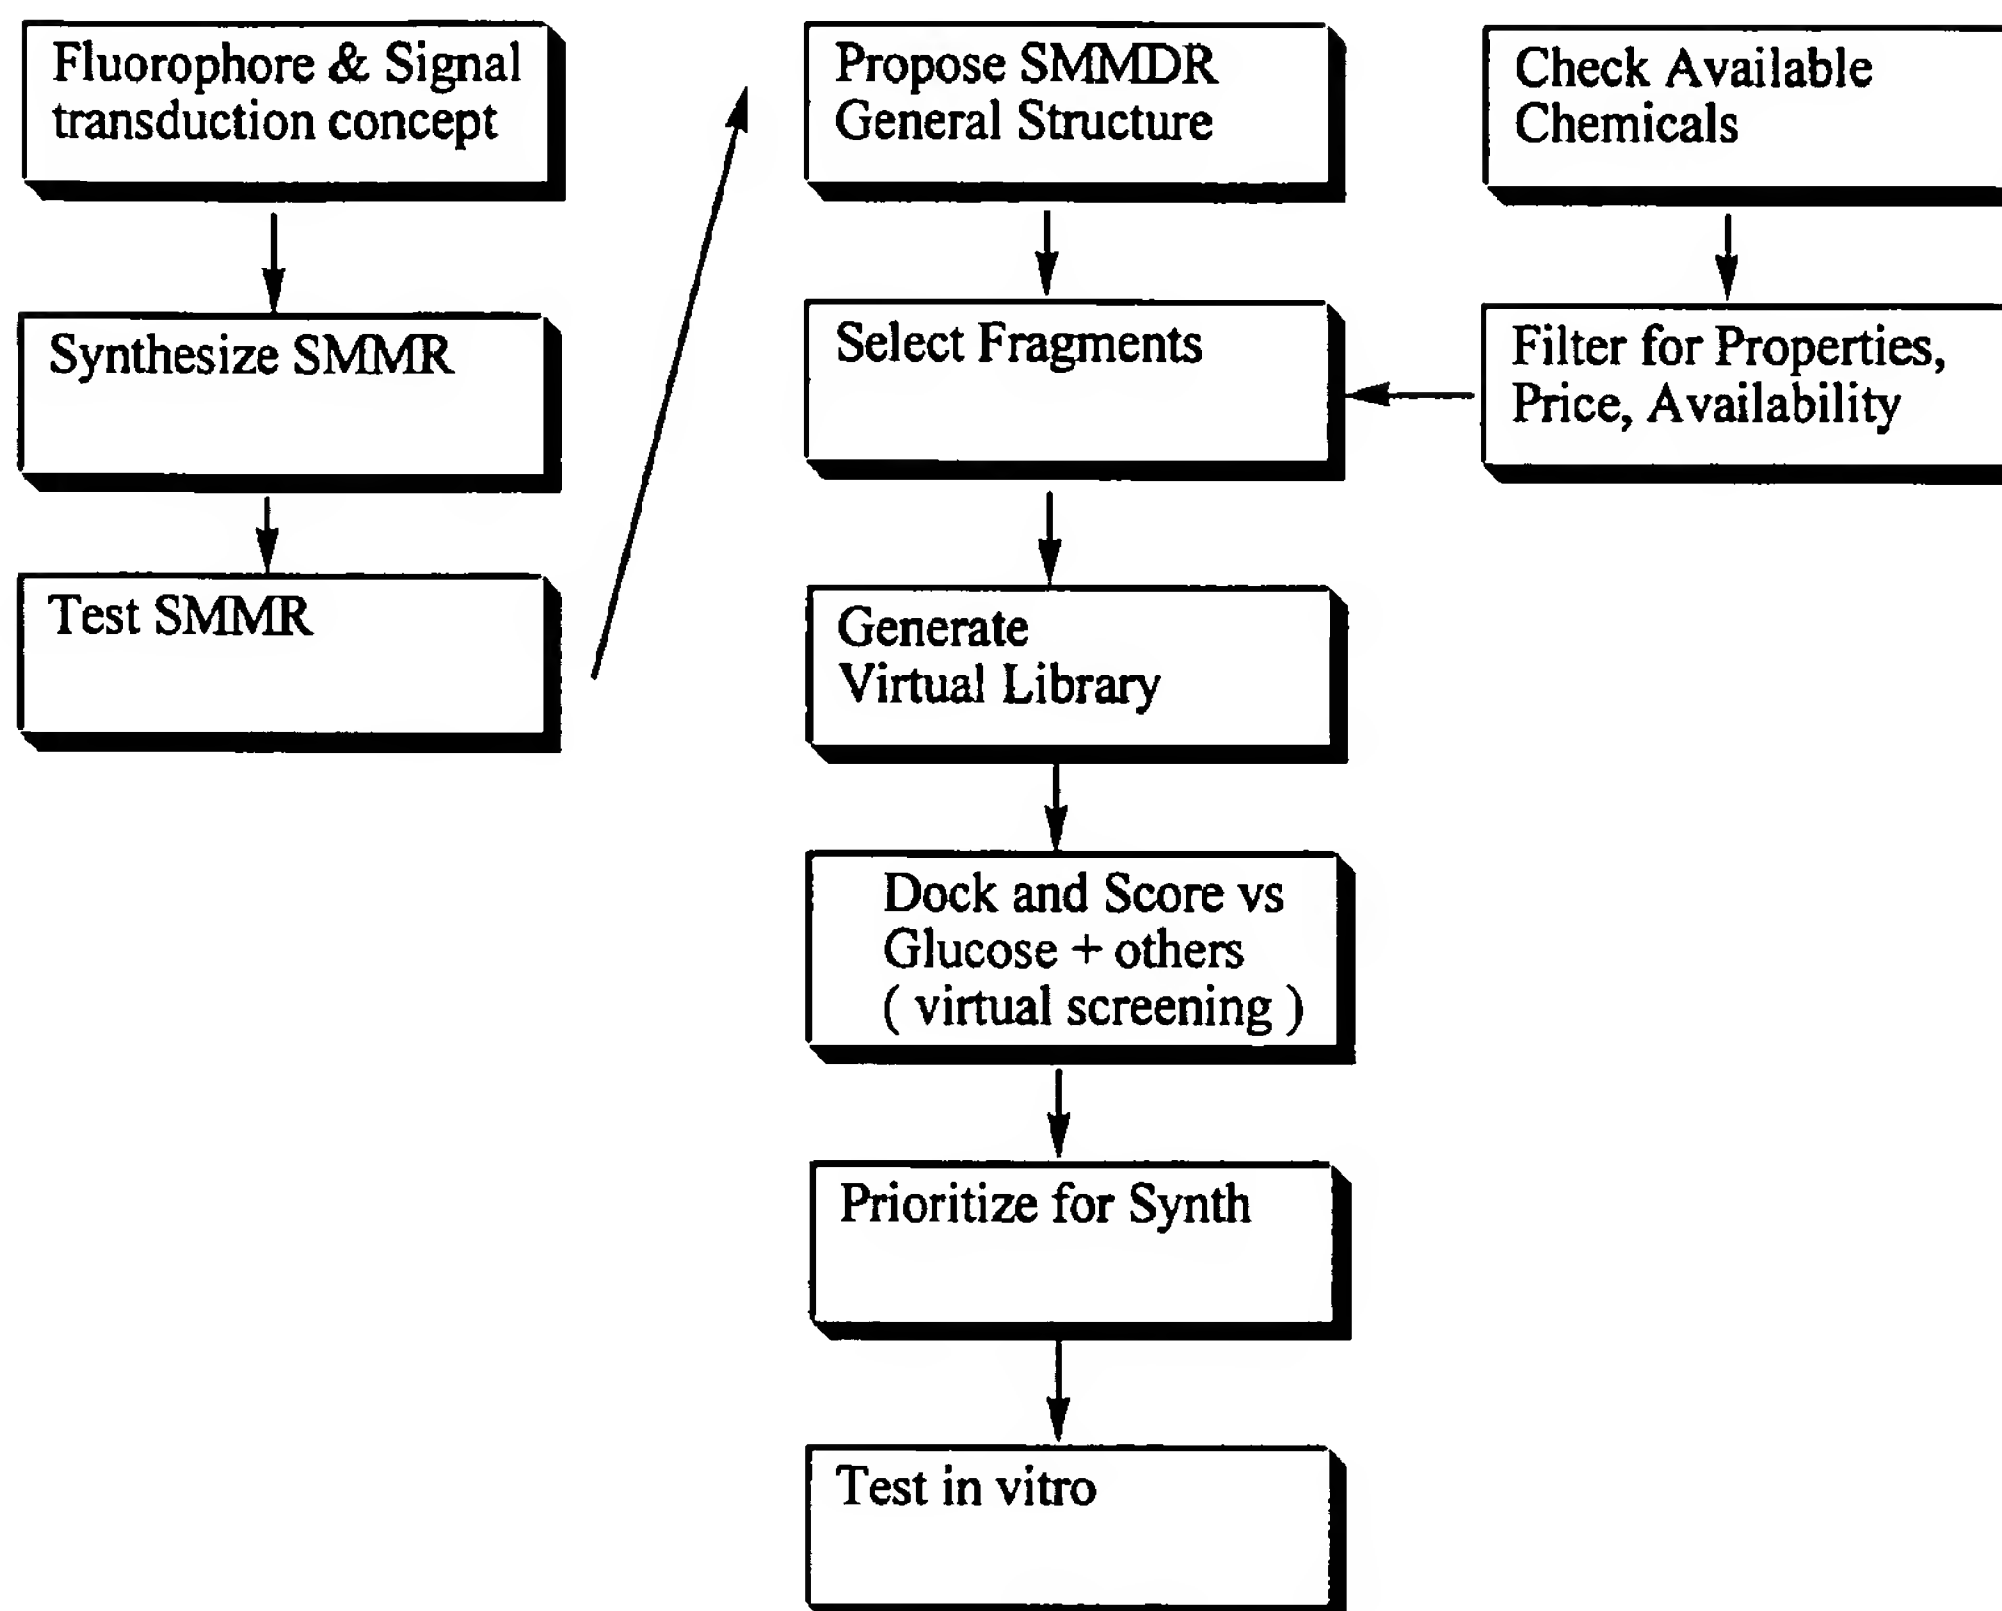 Fluorophore & Signal
transduction concept
Synthesize SMMR
Test SMMR
Propose SMMDR
General Structure
Select Fragments
Generate
Virtual Library
Dock and Score vs
Glucose + others
( virtual screening )
Prioritize for Synth
Test in vitro
Check Available
Chemicals
Filter for Properties,
Price, Availability